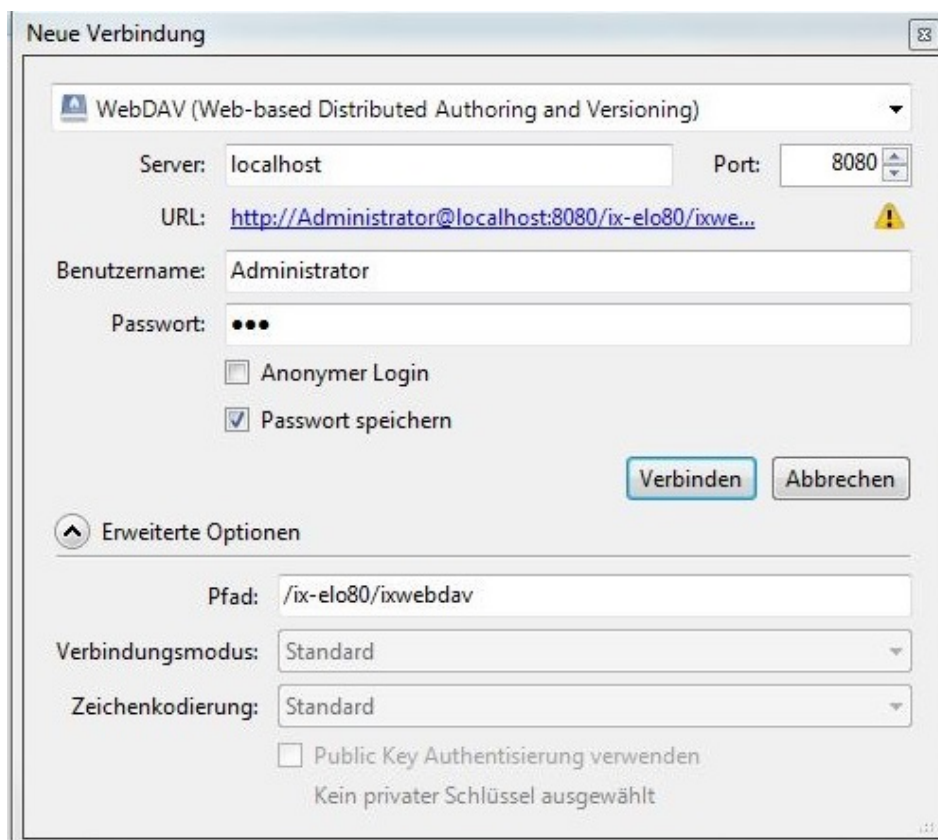 Neue Verbindung
WebDAV (Web-based Distributed Authoring and Versioning)
Server: localhost Port: 8080
URL: http://Administrator@localhost:8080/ix-elo80/ixwe...
Benutzername: Administrator
Passwort: •••
Anonymer Login
Passwort speichern
Verbinden Abbrechen
Erweiterte Optionen
Pfad: /ix-elo80/ixwebdav
Verbindungsmodus: Standard
Zeichenkodierung: Standard
Public Key Authentisierung verwenden
Kein privater Schlüssel ausgewählt